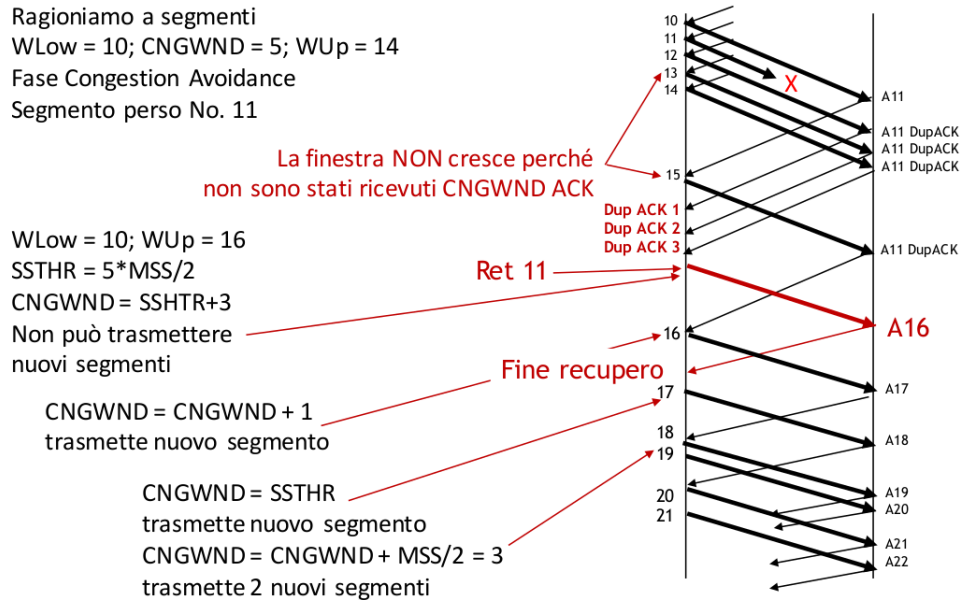 Ragioniamo a segmenti
WLow = 10; CNGWND = 5; WUp = 14
Fase Congestion Avoidance
Segmento perso No. 11
La finestra NON cresce perché
non sono stati ricevuti CNGWND ACK
WLow = 10; WUp = 16
SSTHR = 5*MSS/2
CNGWND = SSHTR+3
Non può trasmettere
nuovi segmenti
CNGWND = CNGWND + 1
trasmette nuovo segmento
CNGWND = SSTHR
trasmette nuovo segmento
CNGWND = CNGWND + MSS/2 = 3
trasmette 2 nuovi segmenti
10
11
12
13
14
X
A11
A11 DupACK
A11 DupACK
A11 DupACK
15
Dup ACK 1
Dup ACK 2
Dup ACK 3
A11 DupACK
Ret 11
A16
16
Fine recupero
17
A17
18
19
A18
20
21
A19
A20
A21
A22